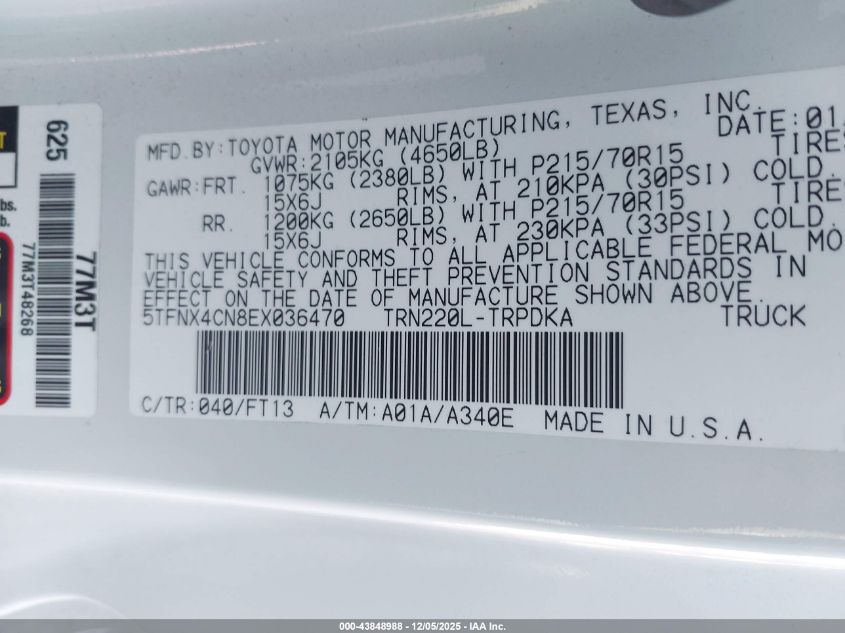 MFD.BY:TOYOTA MOTOR MANUFACTURING, TEXAS, INC.
GVWR:2105KG (4650LB) DATE:01
GAWR:FRT. 1075KG (2380LB) WITH P215/70R15 TIRES
15X6J RIMS, AT 210KPA (30PSI) COLD.
RR. 1200KG (2650LB) WITH P215/70R15 TIRES
15X6J RIMS, AT 230KPA (33PSI) COLD.
THIS VEHICLE CONFORMS TO ALL APPLICABLE FEDERAL MO
VEHICLE SAFETY AND THEFT PREVENTION STANDARDS IN
EFFECT ON THE DATE OF MANUFACTURE SHOWN ABOVE.
5TFNX4CN8EX036470 TRN220L-TRPDKA TRUCK
C/TR:040/FT13 A/TM:A01A/A340E MADE IN U.S.A.
625
77M3T
77M3T48268
lbs.
lb.
000-43848988 - 12/05/2025 - IAA Inc.